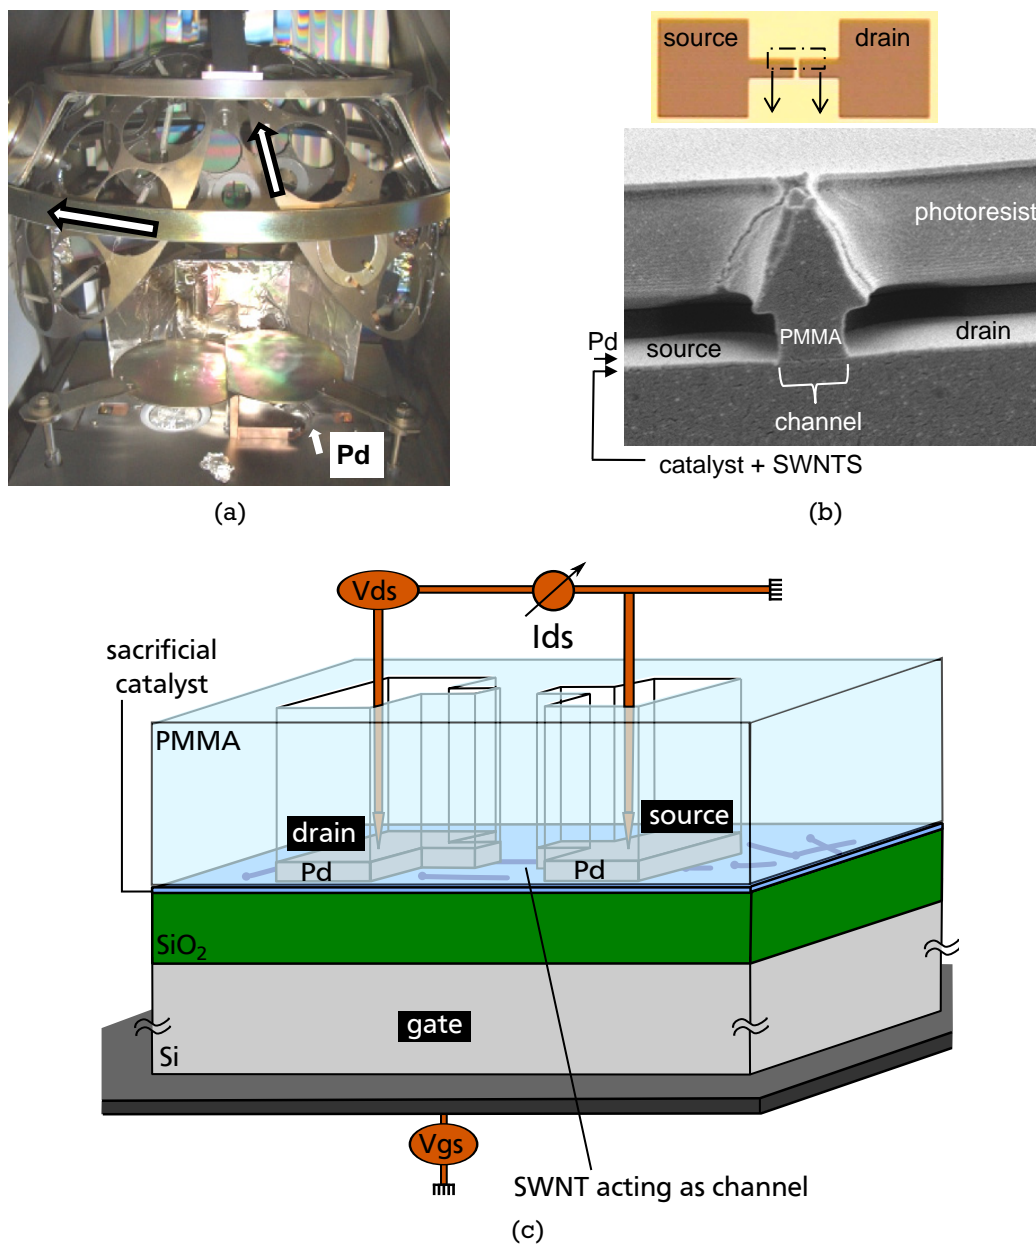 Pd
(a)
source
drain
photoresist
PMMA
Pd
source
drain
channel
catalyst + SWNTS
(b)
Vds
Ids
sacrificial
catalyst
PMMA
drain
source
Pd
Pd
SiO2
gate
Si
Vgs
SWNT acting as channel
(c)